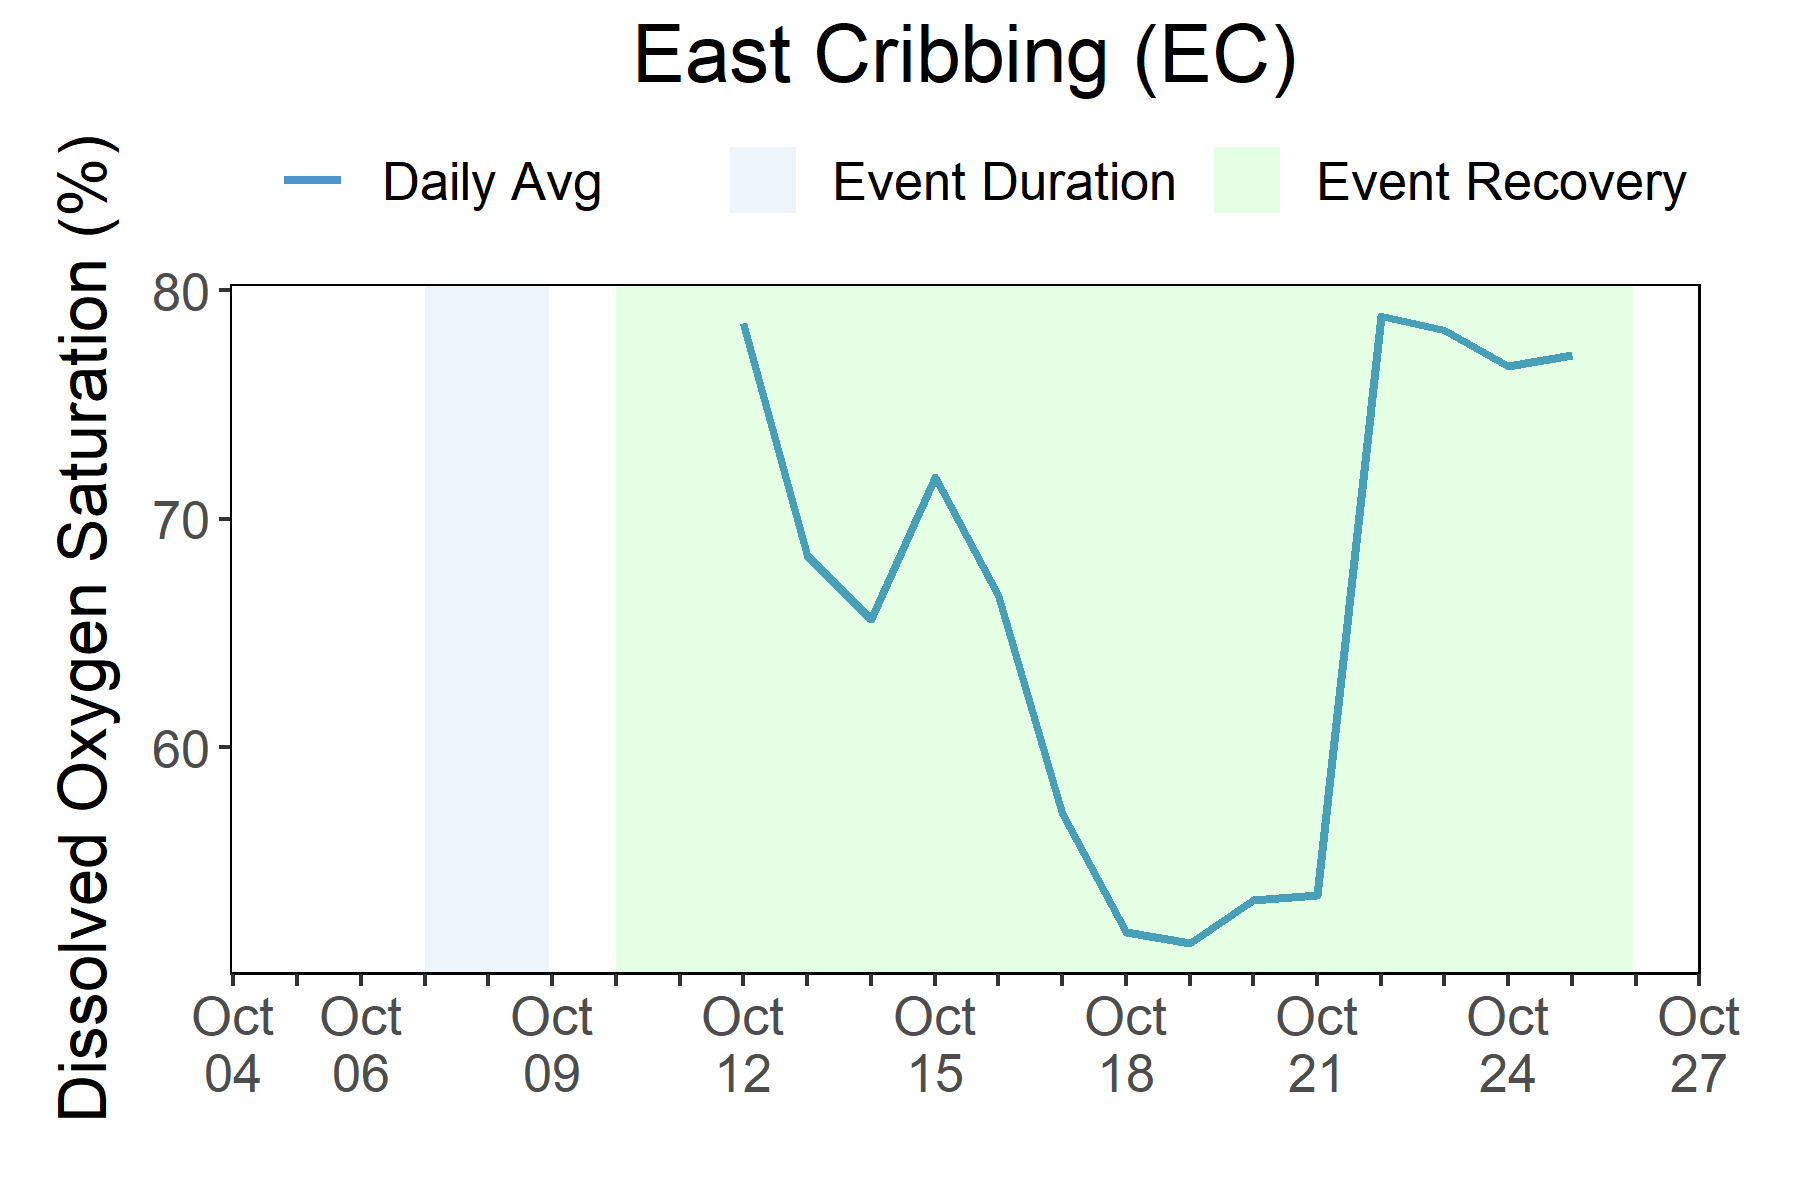 East Cribbing (EC)
Daily Avg Event Duration Event Recovery
Dissolved Oxygen Saturation (%)
80
70
60
Oct Oct Oct Oct Oct Oct Oct Oct Oct
04 06 09 12 15 18 21 24 27